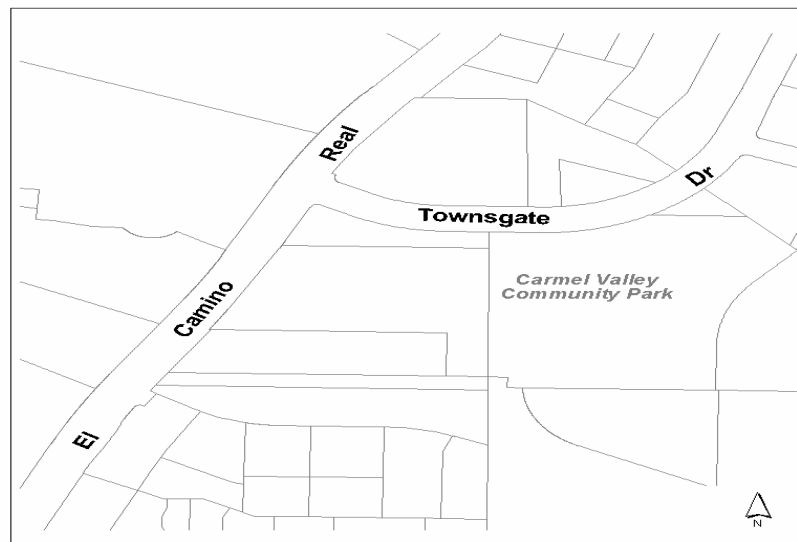 El Camino Real
Townsgate Dr
Carmel Valley
Community Park
N